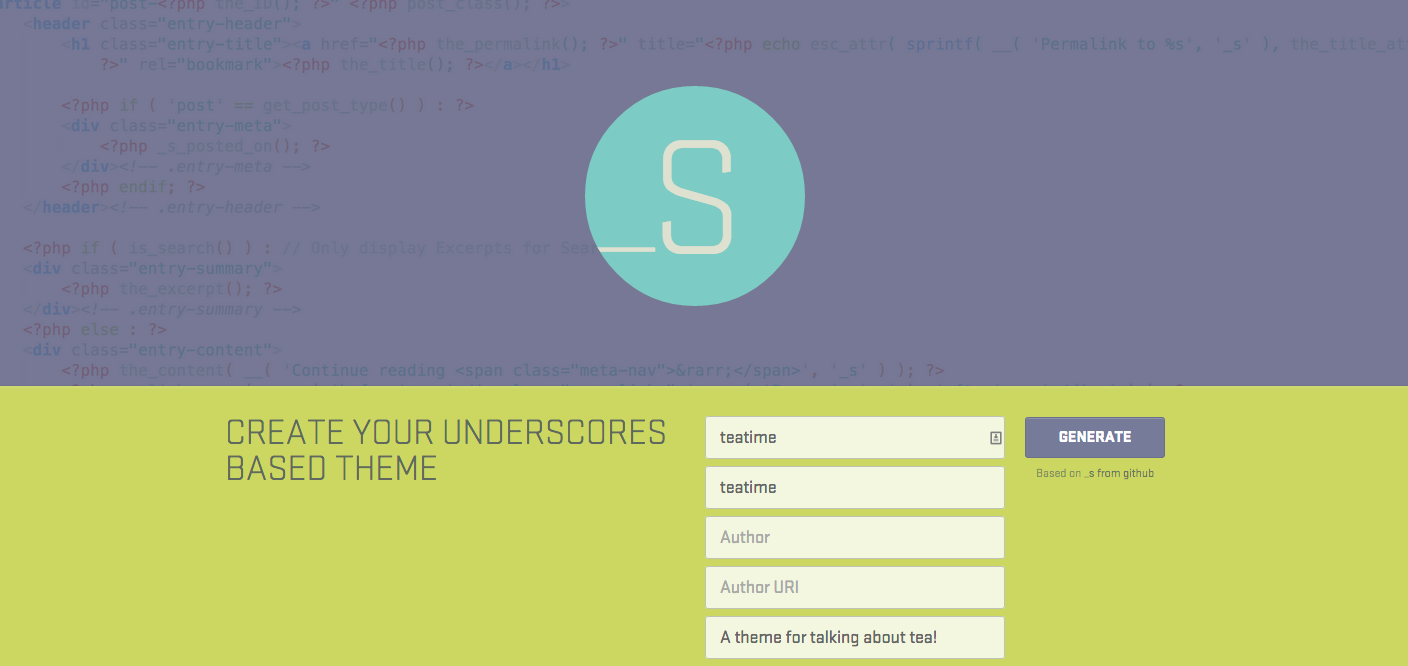 article id="post-<?php the_ID(); ?>" <?php post_class(); ?>>
<header class="entry-header">
<h1 class="entry-title"><a href="<?php the_permalink(); ?>" title="<?php echo esc_attr( sprintf( __( 'Permalink to %s', '_s' ), the_title_at
?>" rel="bookmark"><?php the_title(); ?></a></h1>
<?php if ( 'post' == get_post_type() ) : ?>
<div class="entry-meta">
<?php _s_posted_on(); ?>
</div><!-- .entry-meta -->
<?php endif; ?>
</header><!-- .entry-header -->
<?php if ( is_search() ) : // Only display Excerpts for Sea
<div class="entry-summary">
<?php the_excerpt(); ?>
</div><!-- .entry-summary -->
<?php else : ?>
<div class="entry-content">
<?php the_content( __( 'Continue reading <span class="meta-nav">&rarr;</span>', '_s' ) ); ?>
_S
CREATE YOUR UNDERSCORES
BASED THEME
teatime
teatime
Author
Author URI
A theme for talking about tea!
GENERATE
Based on _s from github